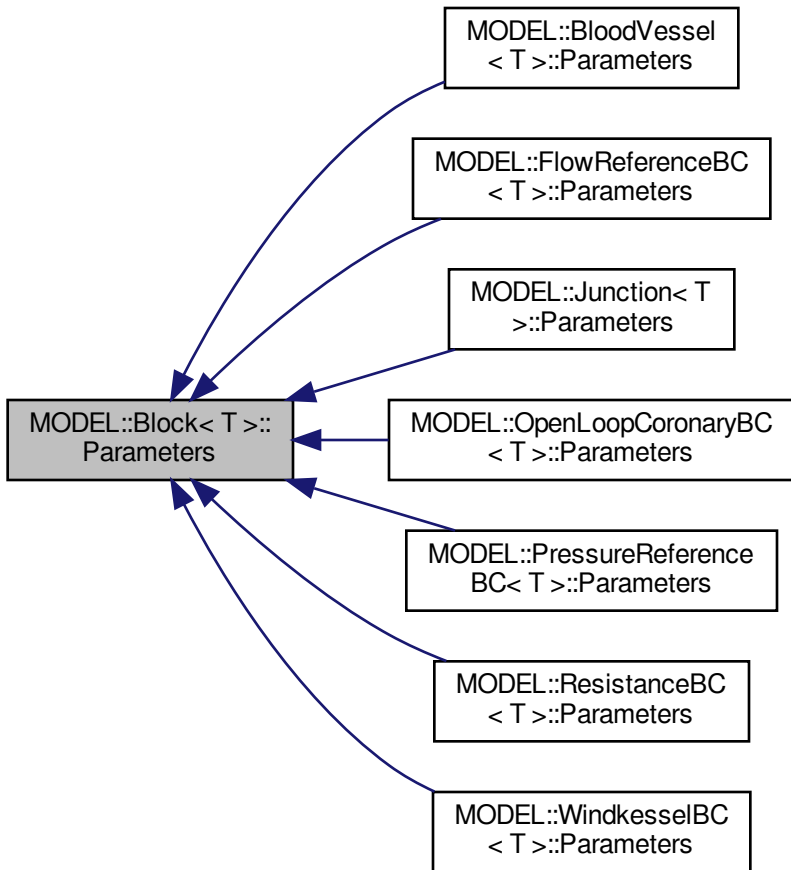 MODEL::BloodVessel
< T >::Parameters
MODEL::FlowReferenceBC
< T >::Parameters
MODEL::Junction< T
>::Parameters
MODEL::Block< T >::
Parameters
MODEL::OpenLoopCoronaryBC
< T >::Parameters
MODEL::PressureReference
BC< T >::Parameters
MODEL::ResistanceBC
< T >::Parameters
MODEL::WindkesselBC
< T >::Parameters